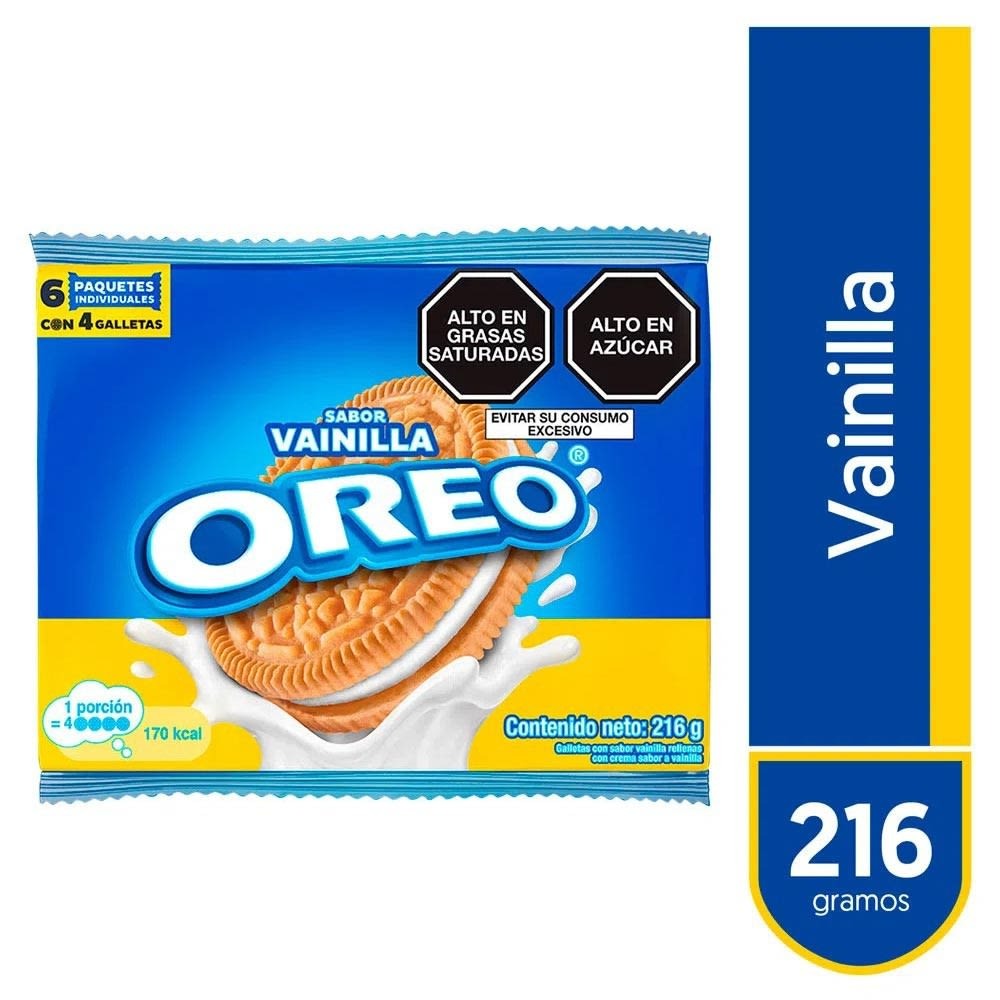 6 PAQUETES
INDIVIDUALES
CON 4 GALLETAS
ALTO EN
GRASAS
SATURADAS
ALTO EN
AZÚCAR
EVITAR SU CONSUMO
EXCESIVO
SABOR
VAINILLA
OREO®
1 porción
= 4
170 kcal
Contenido neto: 216 g
Galletas con sabor vainilla rellenas
con crema sabor a vainilla
Vainilla
216
gramos